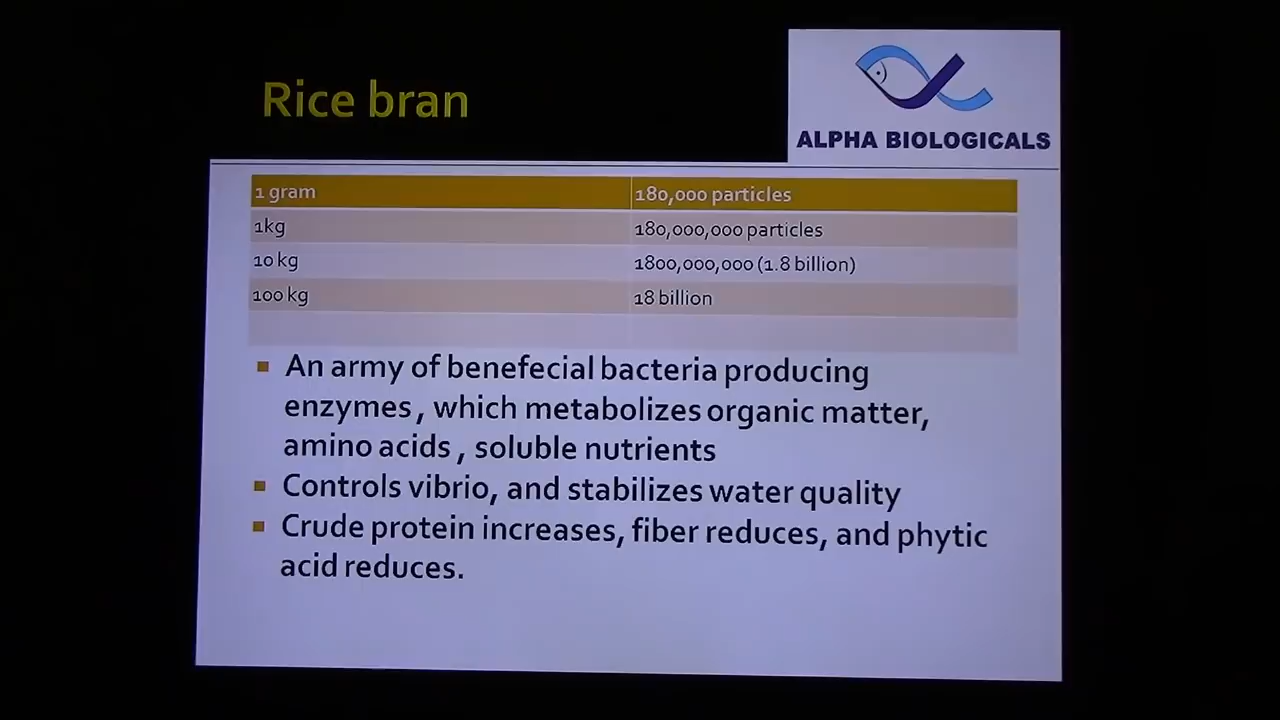 Rice bran
ALPHA BIOLOGICALS
1 gram 180,000 particles
1kg 180,000,000 particles
10 kg 1800,000,000 (1.8 billion)
100 kg 18 billion
An army of benefecial bacteria producing
enzymes , which metabolizes organic matter,
amino acids , soluble nutrients
Controls vibrio, and stabilizes water quality
Crude protein increases, fiber reduces, and phytic
acid reduces.